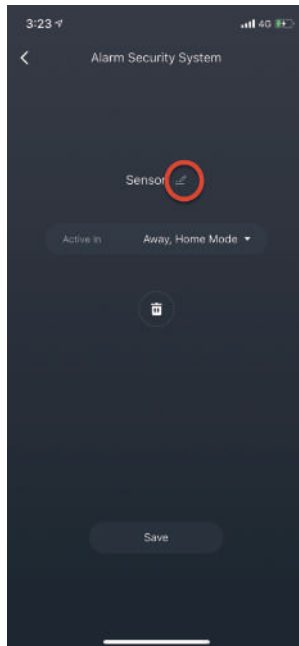 3:23
4G
Alarm Security System
Sensor
Active In
Away, Home Mode
Save